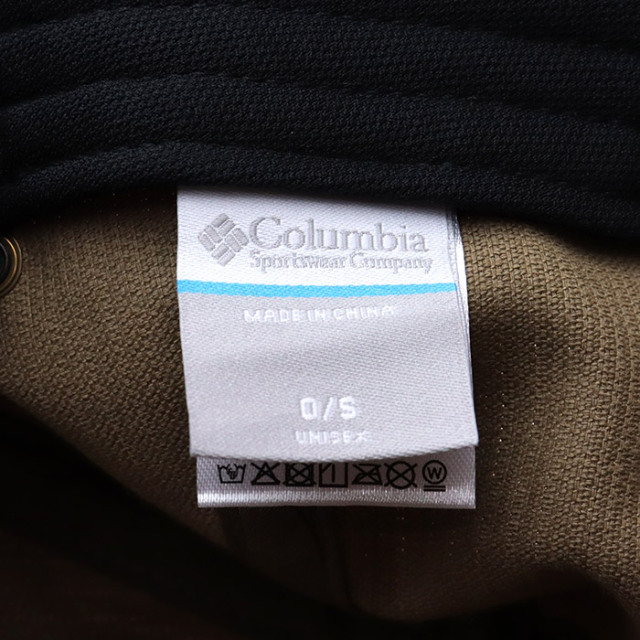 Columbia
Sportswear Company
MADE IN CHINA
O/S
UNISEX
W